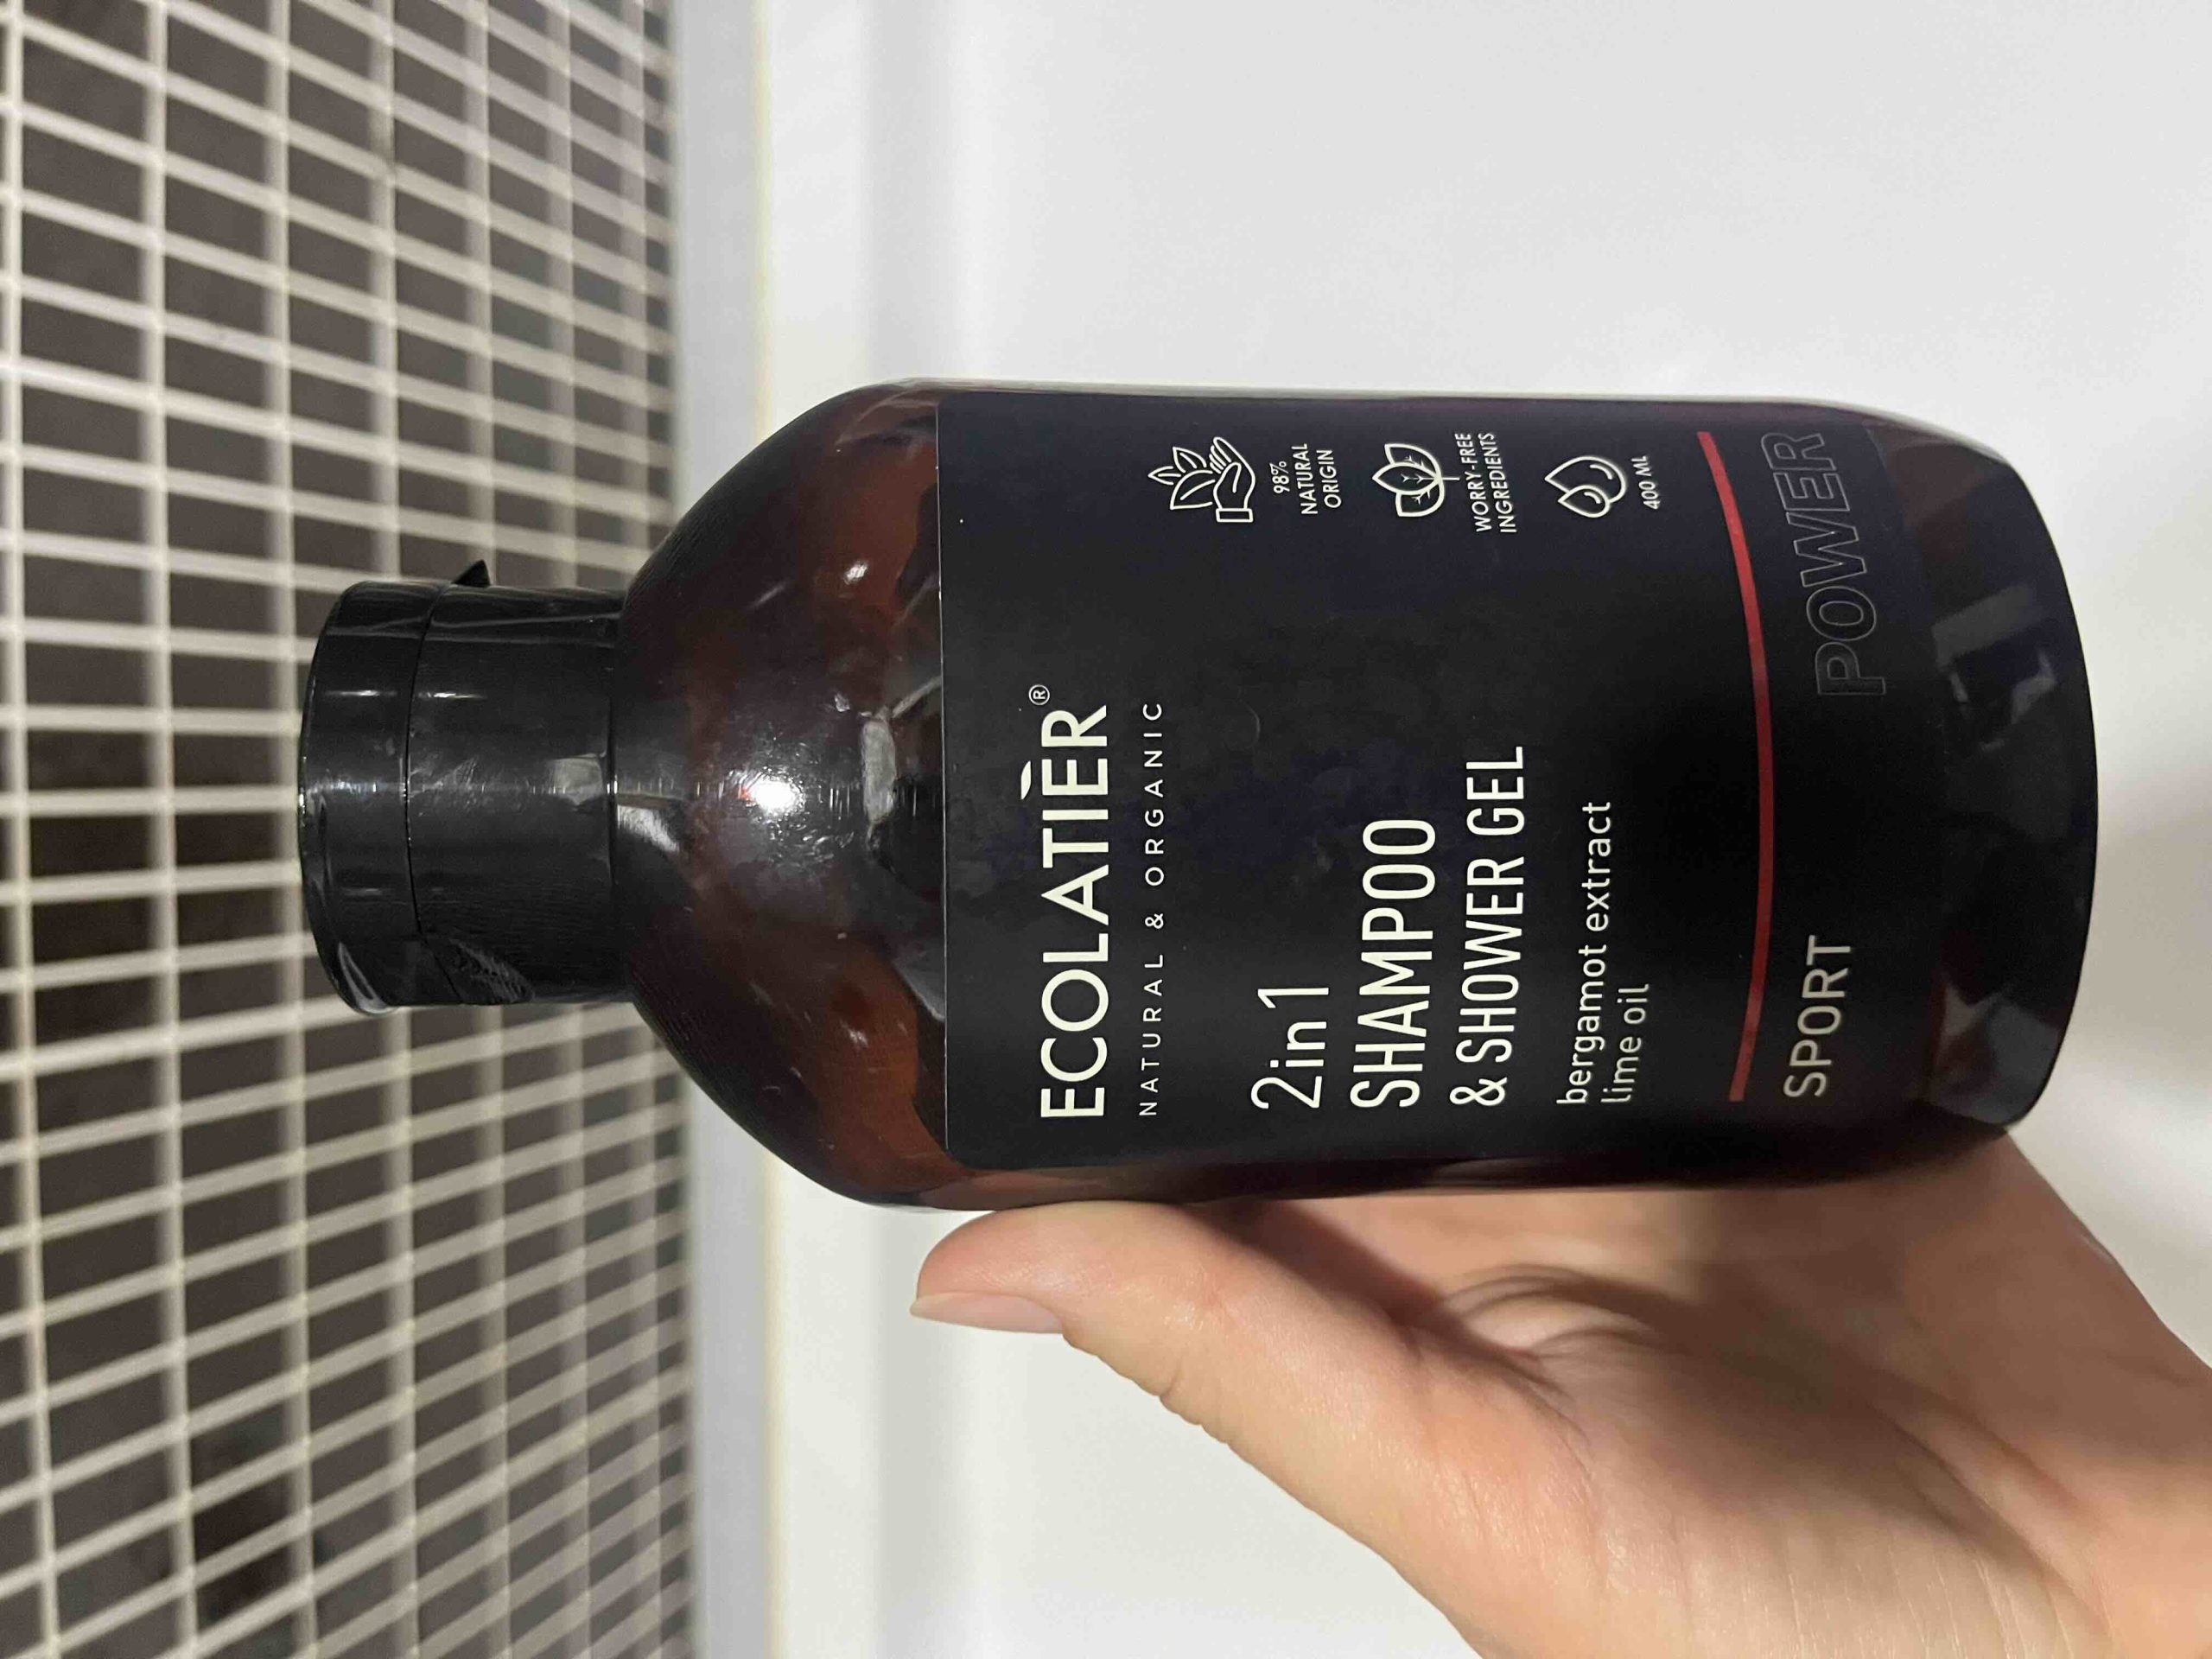 ECOLATIER®
NATURAL & ORGANIC
2in1
SHAMPOO
& SHOWER GEL
bergamot extract
lime oil
98%
NATURAL
ORIGIN
WORRY-FREE
INGREDIENTS
400 ML
SPORT POWER